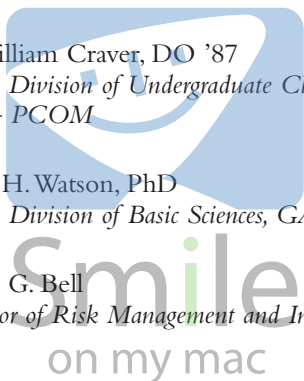 illiam Craver, DO ’87
Division of Undergraduate Cl
PCOM
H. Watson, PhD
Division of Basic Sciences, GA
G. Bell
or of Risk Management and In
Smile
on my mac